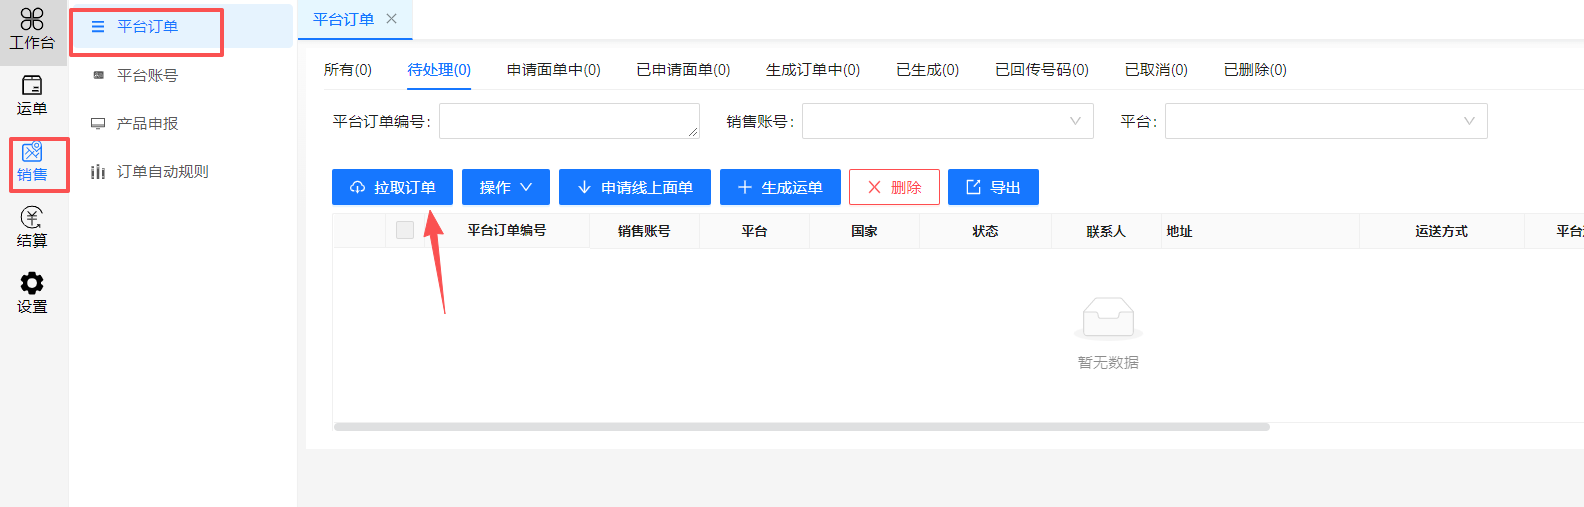 工作台
运单
销售
结算
设置
平台订单
平台账号
产品申报
订单自动规则
平台订单
所有(0) 待处理(0) 申请面单中(0) 已申请面单(0) 生成订单中(0) 已生成(0) 已回传号码(0) 已取消(0) 已删除(0)
平台订单编号: 销售账号: 平台:
拉取订单 操作 申请线上面单 生成运单 删除 导出
平台订单编号 销售账号 平台 国家 状态 联系人 地址 运送方式 平台
暂无数据